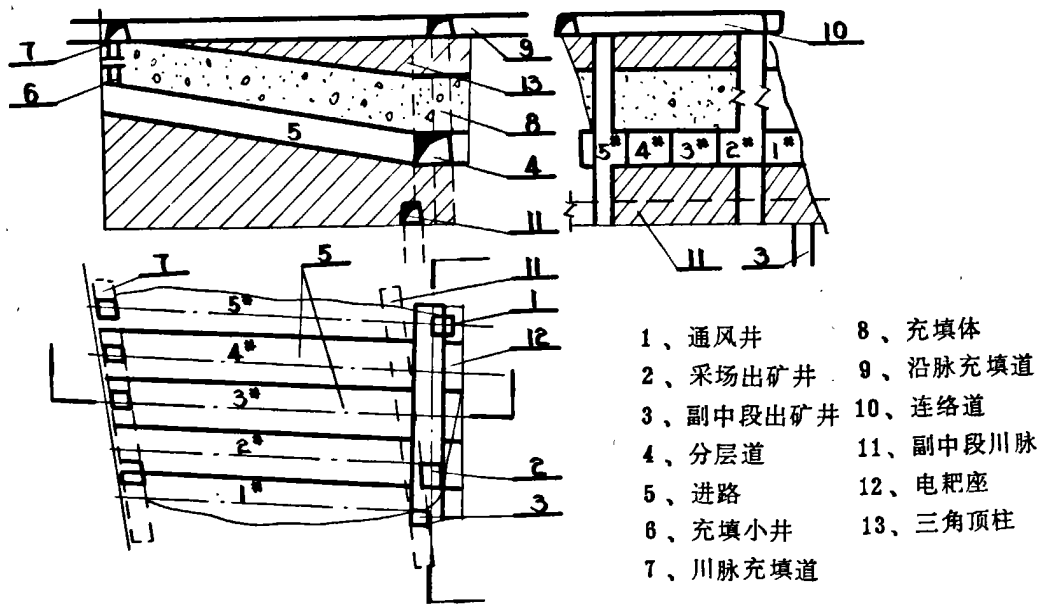 7
6
5
9
13
8
4
11
10
5# 4# 3# 2# 1#
11
3
7
5
11
1
12
2
3
5#
4#
3#
2#
1#
1、通风井
2、采场出矿井
3、副中段出矿井
4、分层道
5、进路
6、充填小井
7、川脉充填道
8、充填体
9、沿脉充填道
10、连络道
11、副中段川脉
12、电耙座
13、三角顶柱